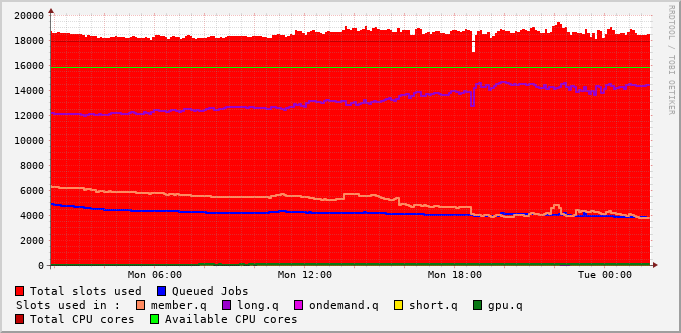 20000
18000
16000
14000
12000
10000
8000
6000
4000
2000
0
Mon 06:00 Mon 12:00 Mon 18:00 Tue 00:00
Total slots used Queued Jobs
Slots used in : member.q long.q ondemand.q short.q gpu.q
Total CPU cores Available CPU cores
RRDTOOL / TOBI OETIKER